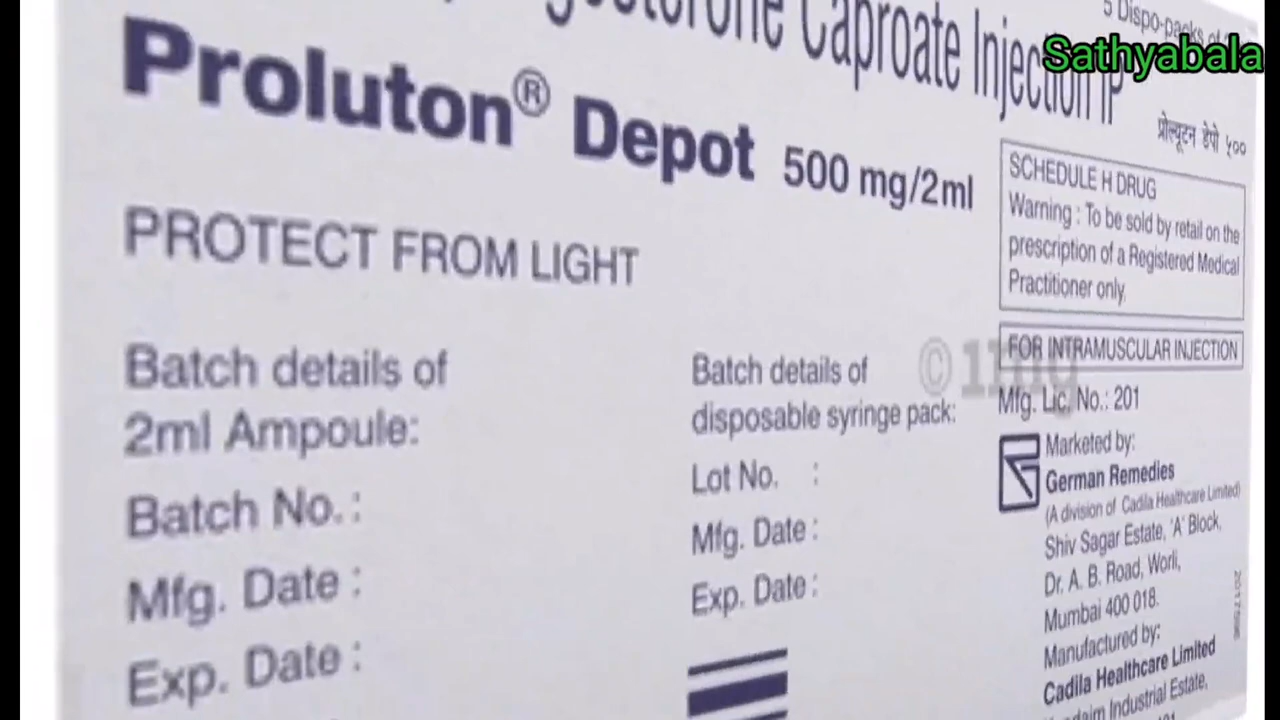 Caproate Injection IP
5 Dispo-packs of
Sathyabala
Proluton® Depot 500 mg/2ml
प्रोल्यूटन डेपो ५००
PROTECT FROM LIGHT
SCHEDULE H DRUG
Warning : To be sold by retail on the
prescription of a Registered Medical
Practitioner only.
FOR INTRAMUSCULAR INJECTION
© 1mg
Batch details of
2ml Ampoule:
Batch No. :
Mfg. Date :
Exp. Date :
Batch details of
disposable syringe pack:
Lot No. :
Mfg. Date :
Exp. Date :
Mfg. Lic. No.: 201
Marketed by:
German Remedies
(A division of Cadila Healthcare Limited)
Shiv Sagar Estate, 'A' Block,
Dr. A. B. Road, Worli,
Mumbai 400 018.
Manufactured by:
Cadila Healthcare Limited
Industrial Estate,